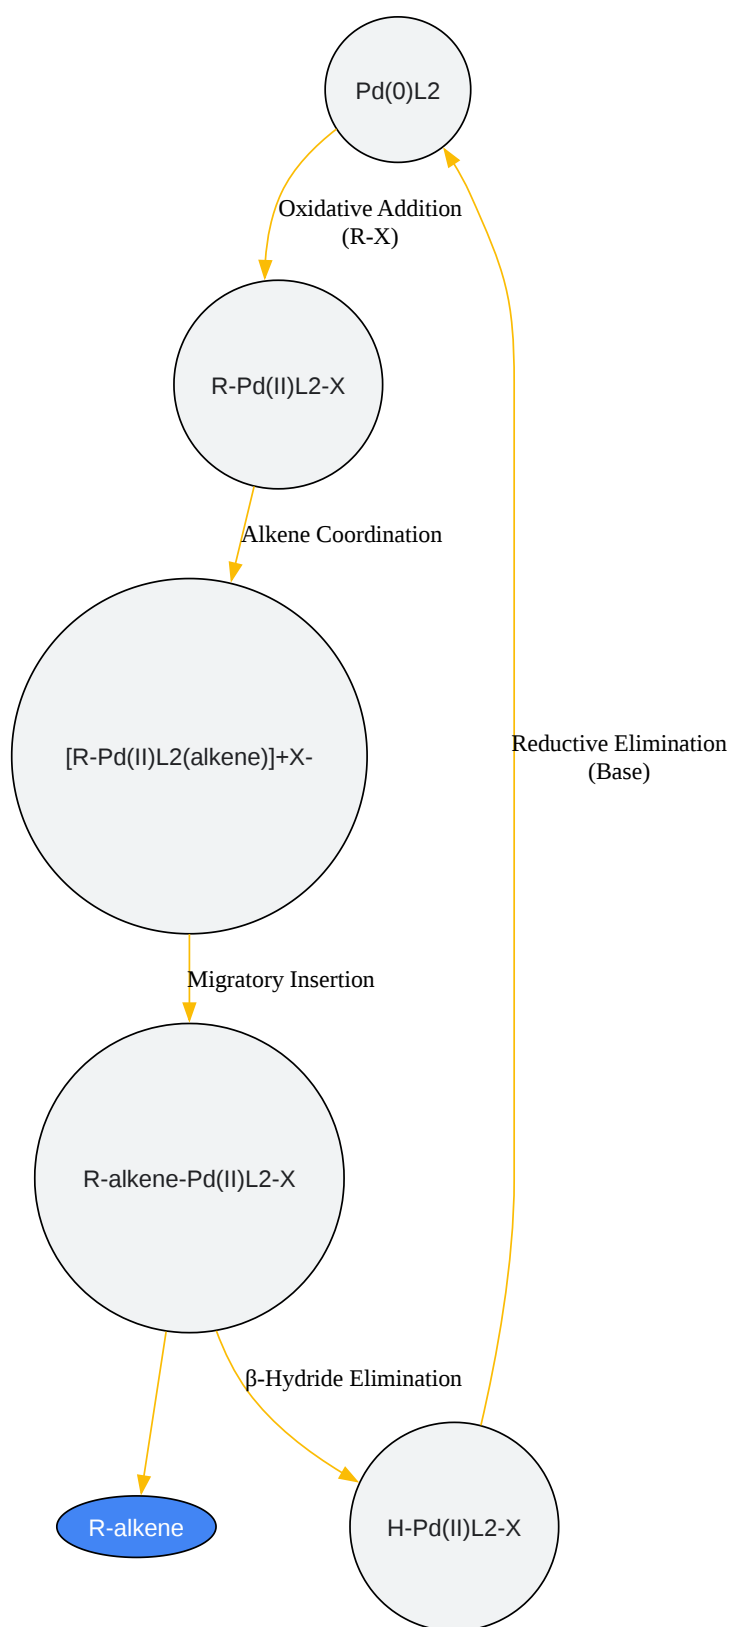 Pd(0)L2
Oxidative Addition
(R-X)
R-Pd(II)L2-X
Alkene Coordination
[R-Pd(II)L2(alkene)]+X-
Reductive Elimination
(Base)
Migratory Insertion
R-alkene-Pd(II)L2-X
β-Hydride Elimination
R-alkene
H-Pd(II)L2-X